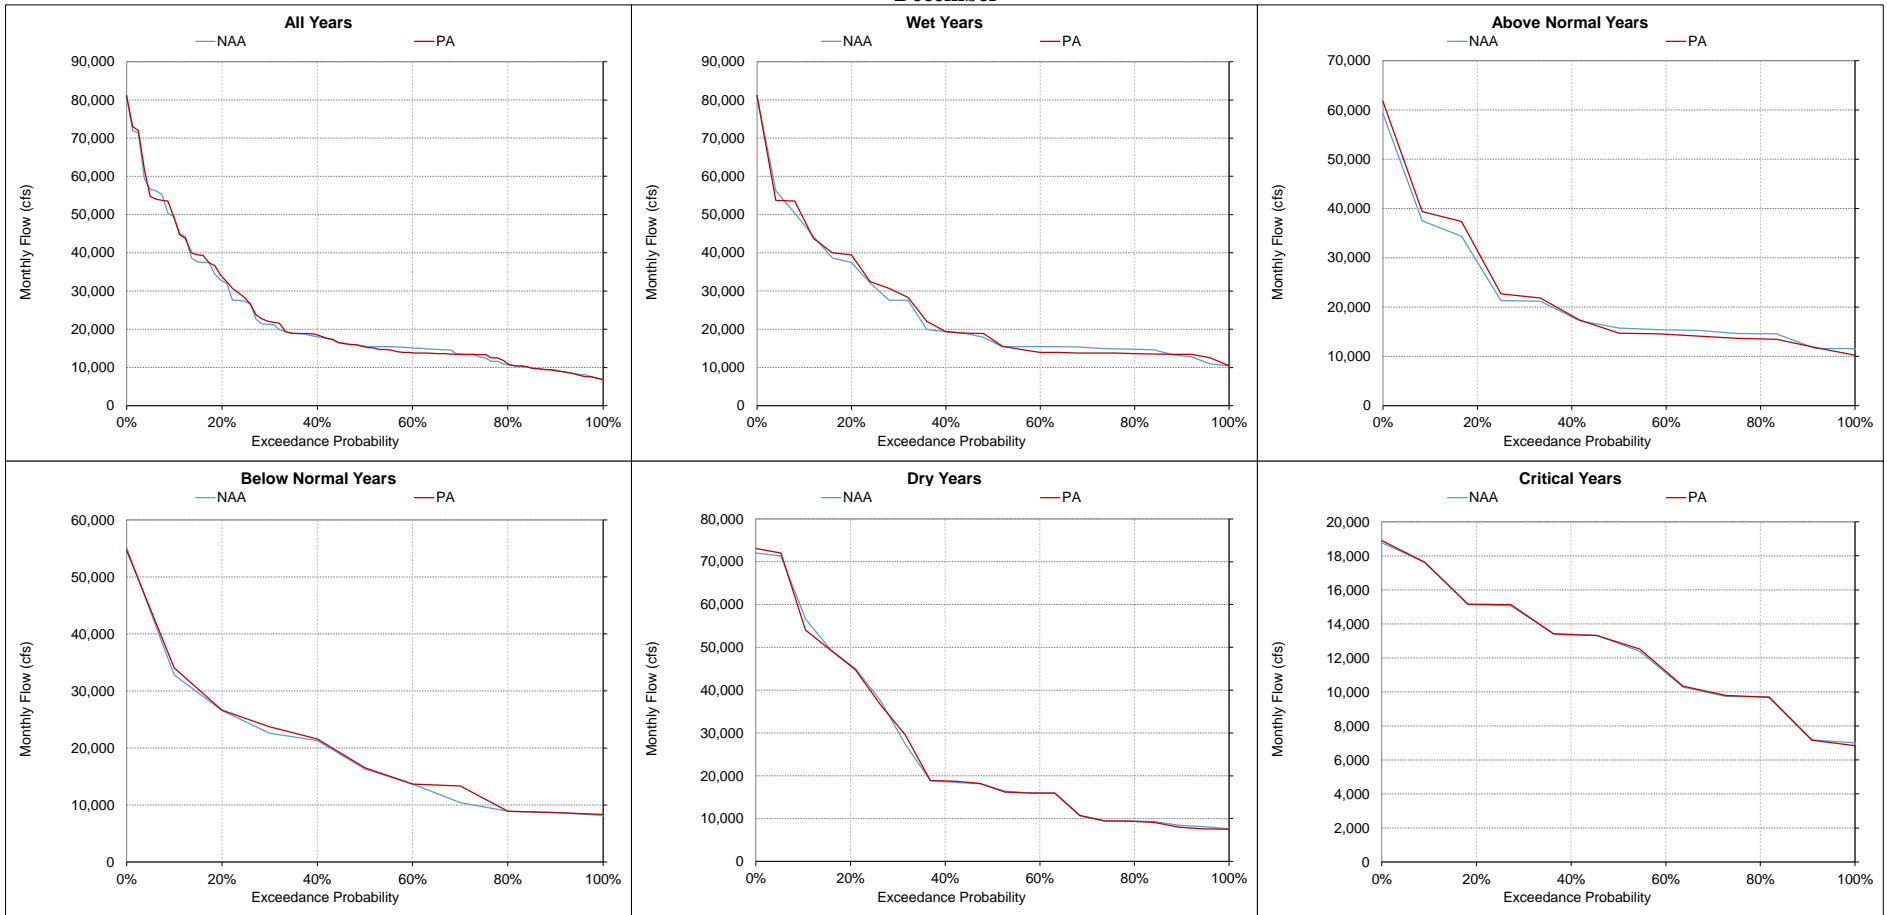 December
All Years
NAA PA
90,000
80,000
70,000
60,000
50,000
40,000
30,000
20,000
10,000
0
Monthly Flow (cfs)
0% 20% 40% 60% 80% 100%
Exceedance Probability
Wet Years
NAA PA
90,000
80,000
70,000
60,000
50,000
40,000
30,000
20,000
10,000
0
Monthly Flow (cfs)
0% 20% 40% 60% 80% 100%
Exceedance Probability
Above Normal Years
NAA PA
70,000
60,000
50,000
40,000
30,000
20,000
10,000
0
Monthly Flow (cfs)
0% 20% 40% 60% 80% 100%
Exceedance Probability
Below Normal Years
NAA PA
60,000
50,000
40,000
30,000
20,000
10,000
0
Monthly Flow (cfs)
0% 20% 40% 60% 80% 100%
Exceedance Probability
Dry Years
NAA PA
80,000
70,000
60,000
50,000
40,000
30,000
20,000
10,000
0
Monthly Flow (cfs)
0% 20% 40% 60% 80% 100%
Exceedance Probability
Critical Years
NAA PA
20,000
18,000
16,000
14,000
12,000
10,000
8,000
6,000
4,000
2,000
0
Monthly Flow (cfs)
0% 20% 40% 60% 80% 100%
Exceedance Probability